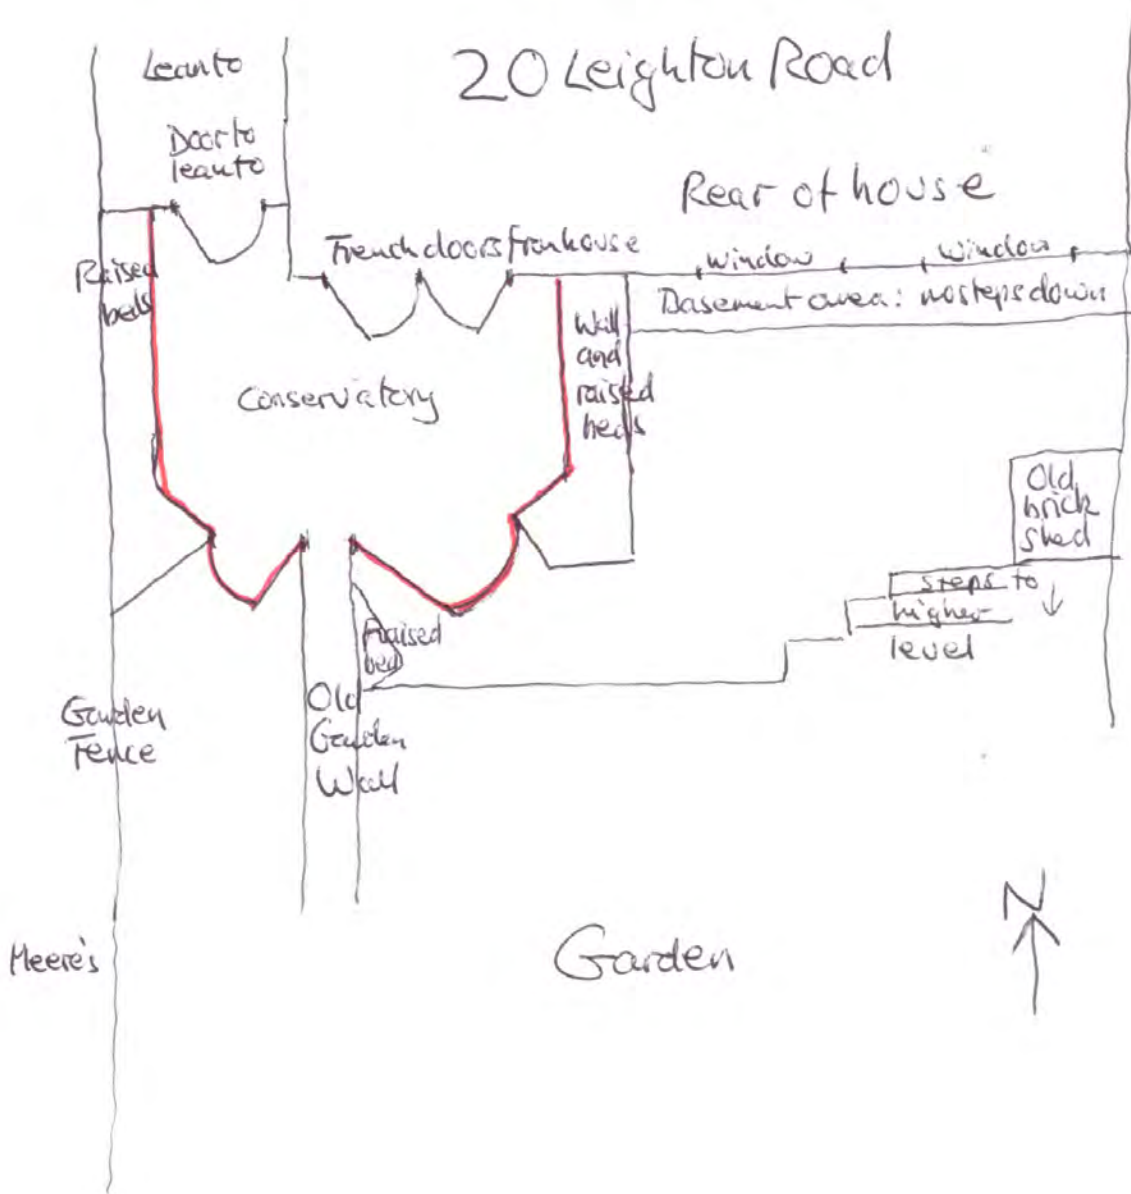 Leanto
20 Leighton Road
Door to
leanto
Rear of house
French doors from house
Window
Window
Raised
beds
Basement area: no steps down
Wall
and
raised
beds
Conservatory
Old
brick
shed
steps to
higher
level
Raised
bed
Old
Garden
Wall
Garden
Fence
N
Meere's
Garden